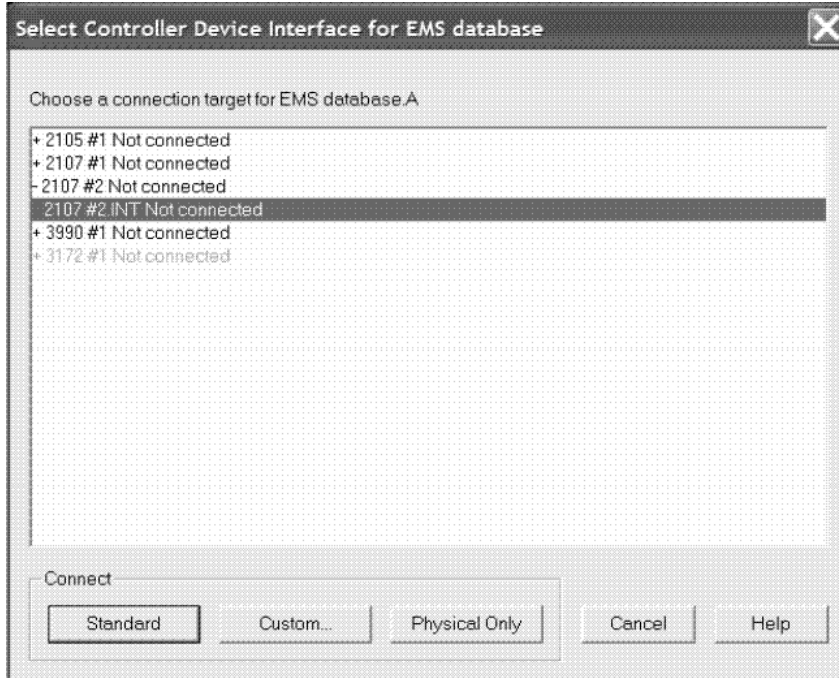 Select Controller Device Interface for EMS database
Choose a connection target for EMS database.A
+ 2105 #1 Not connected
+ 2107 #1 Not connected
- 2107 #2 Not connected
2107 #2.INT Not connected
+ 3990 #1 Not connected
+ 3172 #1 Not connected
Connect
Standard Custom... Physical Only Cancel Help